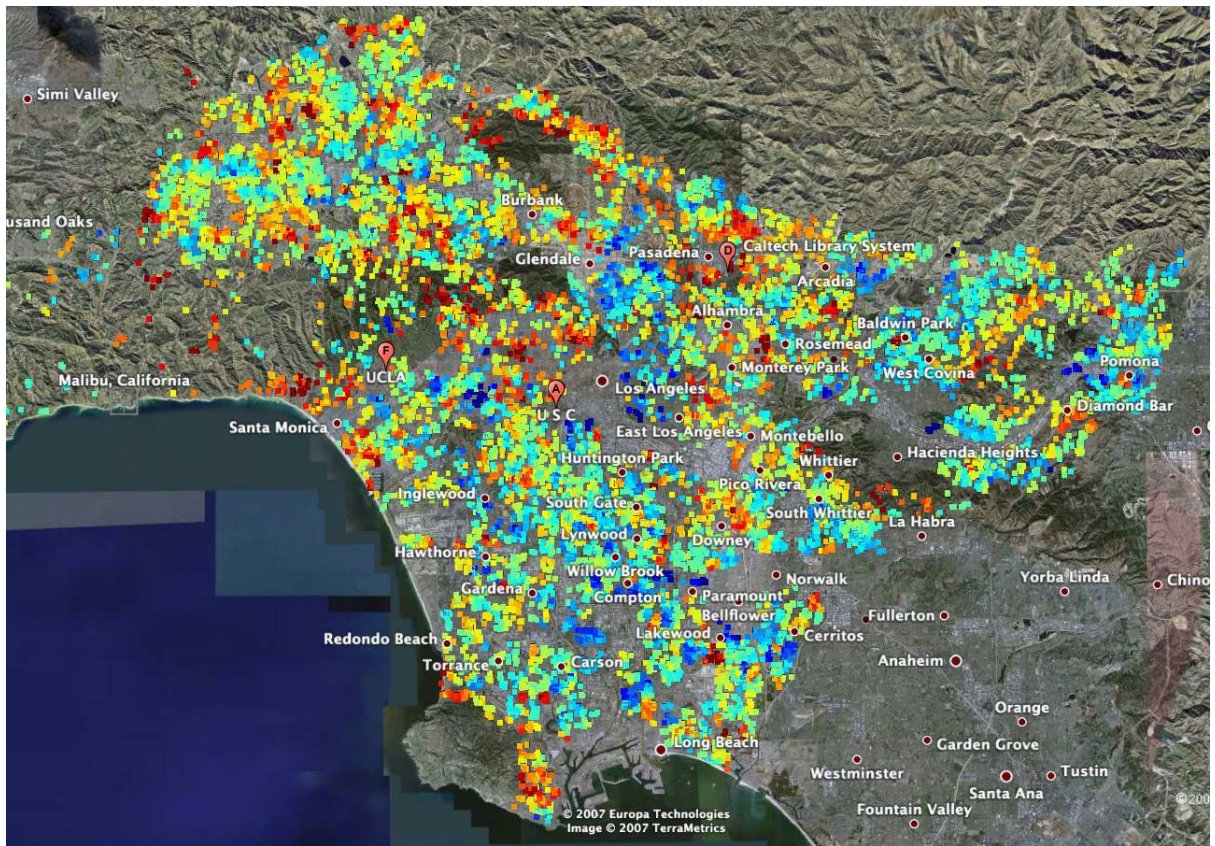 Simi Valley
usand Oaks
Burbank
Glendale
Pasadena
D
Caltech Library System
Arcadia
Alhambra
Baldwin Park
Rosemead
F
UCLA
Monterey Park
West Covina
Pomona
Malibu, California
A
Los Angeles
U S C
Diamond Bar
Santa Monica
East Los Angeles
Montebello
Huntington Park
Whittier
Hacienda Heights
Pico Rivera
Inglewood
South Gate
South Whittier
La Habra
Lynwood
Downey
Hawthorne
Willow Brook
Norwalk
Yorba Linda
Chino
Gardena
Compton
Paramount
Bellflower
Fullerton
Lakewood
Cerritos
Redondo Beach
Torrance
Carson
Anaheim
Orange
Long Beach
Garden Grove
Westminster
Santa Ana
Tustin
Fountain Valley
© 2007 Europa Technologies
Image © 2007 TerraMetrics
© 200